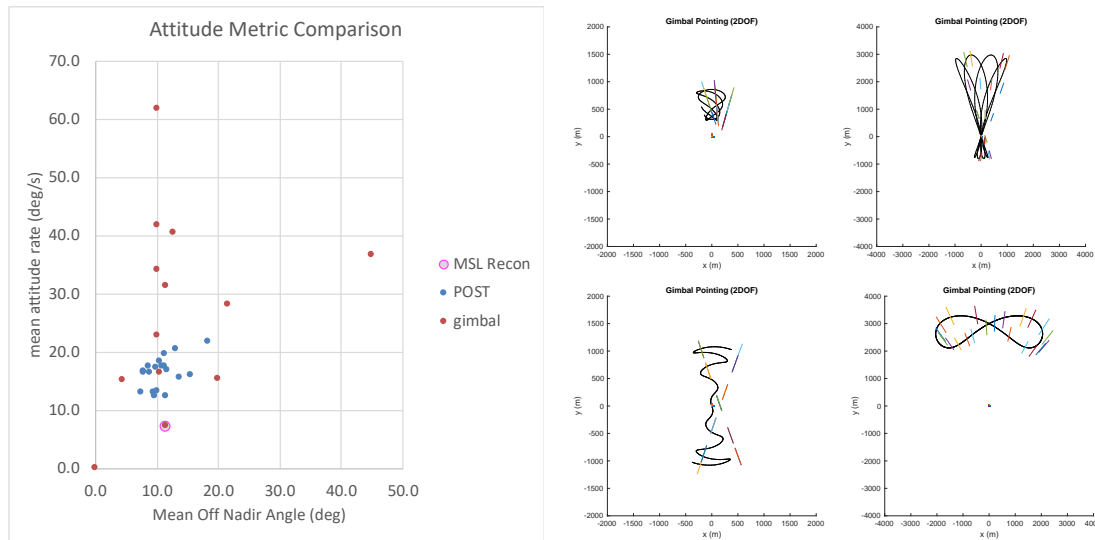 Attitude Metric Comparison
mean attitude rate (deg/s)
70.0
60.0
50.0
40.0
30.0
20.0
10.0
0.0
0.0 10.0 20.0 30.0 40.0 50.0
Mean Off Nadir Angle (deg)
MSL Recon
POST
gimbal
Gimbal Pointing (2DOF)
y (m)
2000
1500
1000
500
0
-500
-1000
-1500
-2000
-2000 -1500 -1000 -500 0 500 1000 1500 2000
x (m)
Gimbal Pointing (2DOF)
y (m)
4000
3000
2000
1000
0
-1000
-2000
-3000
-4000
-4000 -3000 -2000 -1000 0 1000 2000 3000 400
x (m)
Gimbal Pointing (2DOF)
y (m)
2000
1500
1000
500
0
-500
-1000
-1500
-2000
-2000 -1500 -1000 -500 0 500 1000 1500 2000
x (m)
Gimbal Pointing (2DOF)
y (m)
4000
3000
2000
1000
0
-1000
-2000
-3000
-4000
-4000 -3000 -2000 -1000 0 1000 2000 3000 400
x (m)